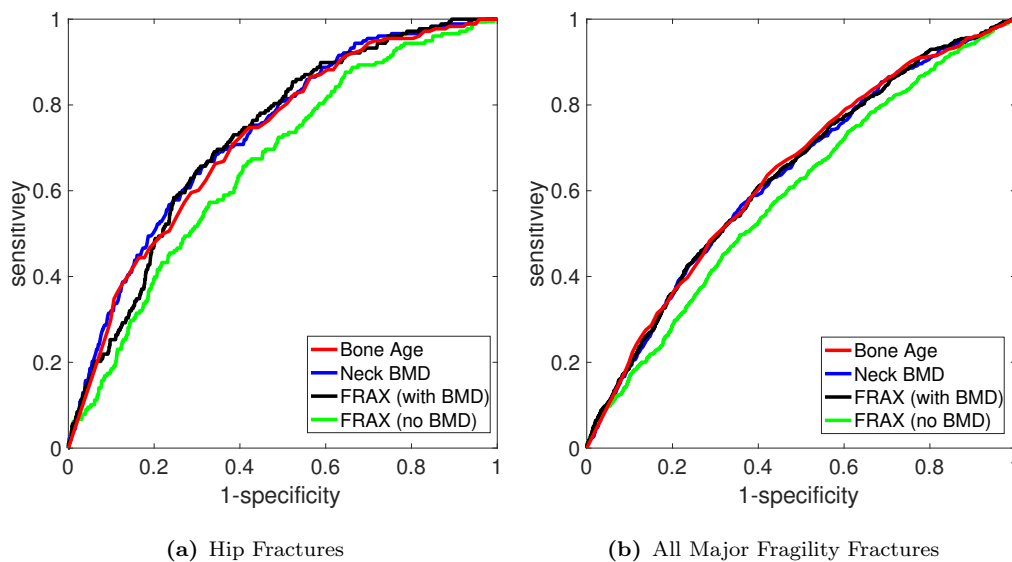 1
0.8
0.6
0.4
0.2
0
sensitiviey
Bone Age
Neck BMD
FRAX (with BMD)
FRAX (no BMD)
0 0.2 0.4 0.6 0.8 1
1-specificity
(a) Hip Fractures
1
0.8
0.6
0.4
0.2
0
sensitiviey
Bone Age
Neck BMD
FRAX (with BMD)
FRAX (no BMD)
0 0.2 0.4 0.6 0.8 1
1-specificity
(b) All Major Fragility Fractures